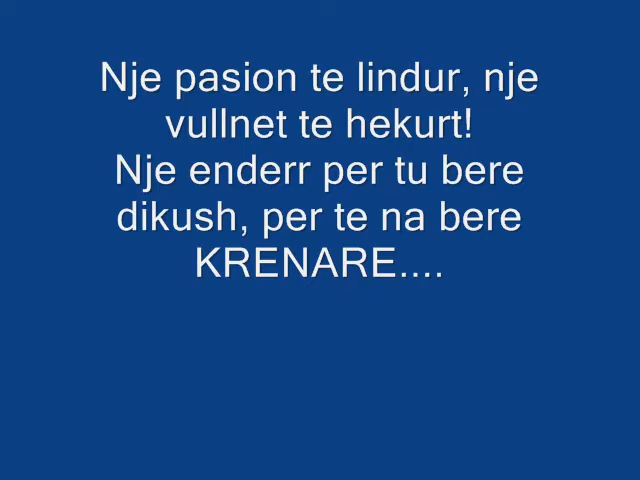 Nje pasion te lindur, nje
vullnet te hekurt!
Nje enderr per tu bere
dikush, per te na bere
KRENARE....